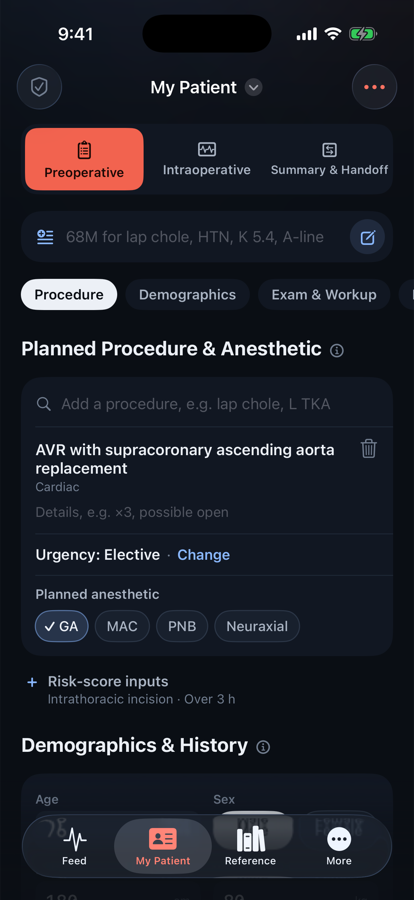 9:41
My Patient
Preoperative
Intraoperative
Summary & Handoff
68M for lap chole, HTN, K 5.4, A-line
Procedure
Demographics
Exam & Workup
Planned Procedure & Anesthetic
Add a procedure, e.g. lap chole, L TKA
AVR with supracoronary ascending aorta
replacement
Cardiac
Details, e.g. ×3, possible open
Urgency: Elective · Change
Planned anesthetic
GA
MAC
PNB
Neuraxial
Risk-score inputs
Intrathoracic incision · Over 3 h
Demographics & History
Age
Sex
Feed
My Patient
Reference
More